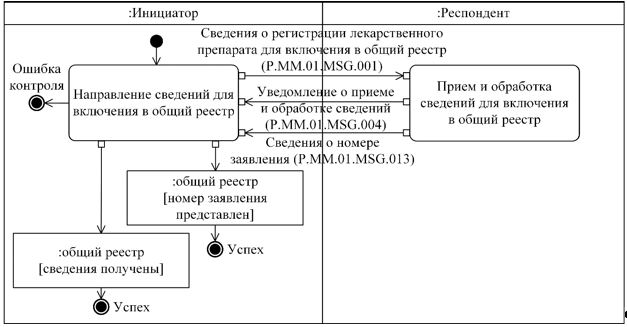 :Инициатор
:Респондент
Сведения о регистрации лекарственного
препарата для включения в общий реестр
(P.MM.01.MSG.001)
Ошибка
контроля
Направление сведений для
включения в общий реестр
Уведомление о приеме
и обработке сведений
(P.MM.01.MSG.004)
Прием и обработка
сведений для включения
в общий реестр
Сведения о номере
заявления (P.MM.01.MSG.013)
:общий реестр
[номер заявления
представлен]
Успех
:общий реестр
[сведения получены]
Успех